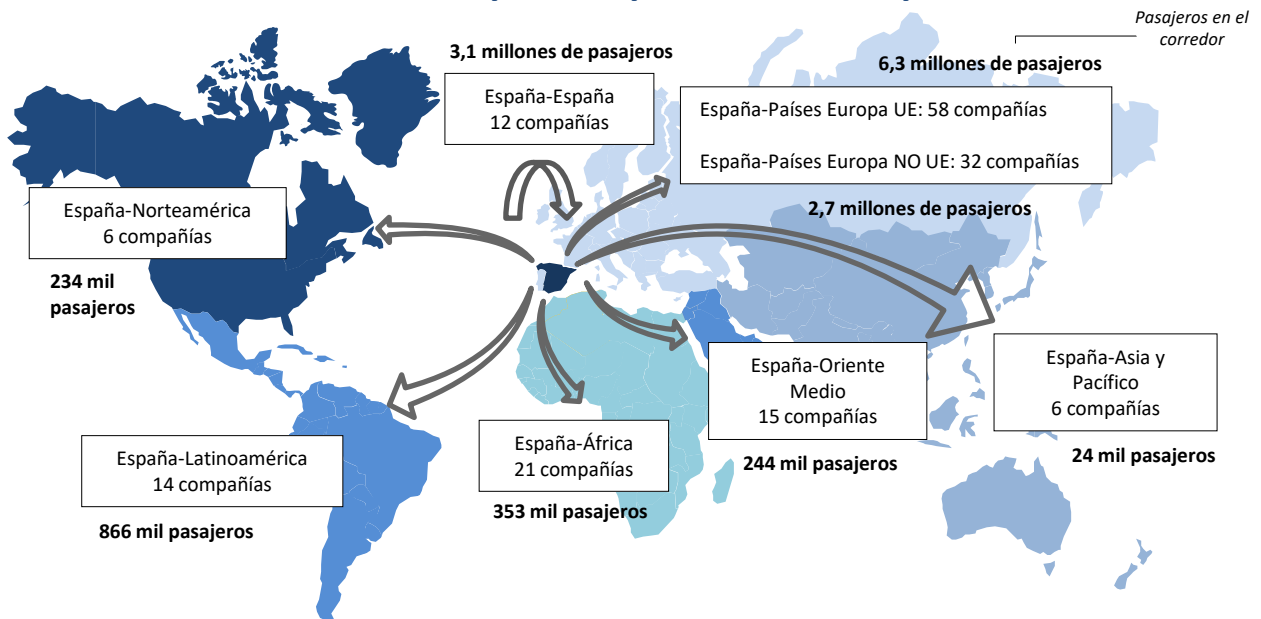 Pasajeros en el
corredor
3,1 millones de pasajeros
España-España
12 compañías
6,3 millones de pasajeros
España-Países Europa UE: 58 compañías
España-Países Europa NO UE: 32 compañías
2,7 millones de pasajeros
España-Norteamérica
6 compañías
234 mil
pasajeros
España-Latinoamérica
14 compañías
866 mil pasajeros
España-África
21 compañías
353 mil pasajeros
España-Oriente
Medio
15 compañías
244 mil pasajeros
España-Asia y
Pacífico
6 compañías
24 mil pasajeros